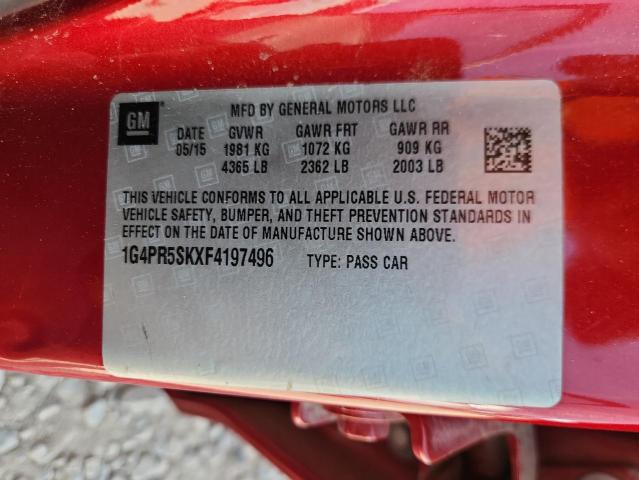 GM
MFD BY GENERAL MOTORS LLC
DATE GVWR GAWR FRT GAWR RR
05/15 1981 KG 1072 KG 909 KG
4365 LB 2362 LB 2003 LB
THIS VEHICLE CONFORMS TO ALL APPLICABLE U.S. FEDERAL MOTOR
VEHICLE SAFETY, BUMPER, AND THEFT PREVENTION STANDARDS IN
EFFECT ON THE DATE OF MANUFACTURE SHOWN ABOVE.
1G4PR5SKXF4197496 TYPE: PASS CAR